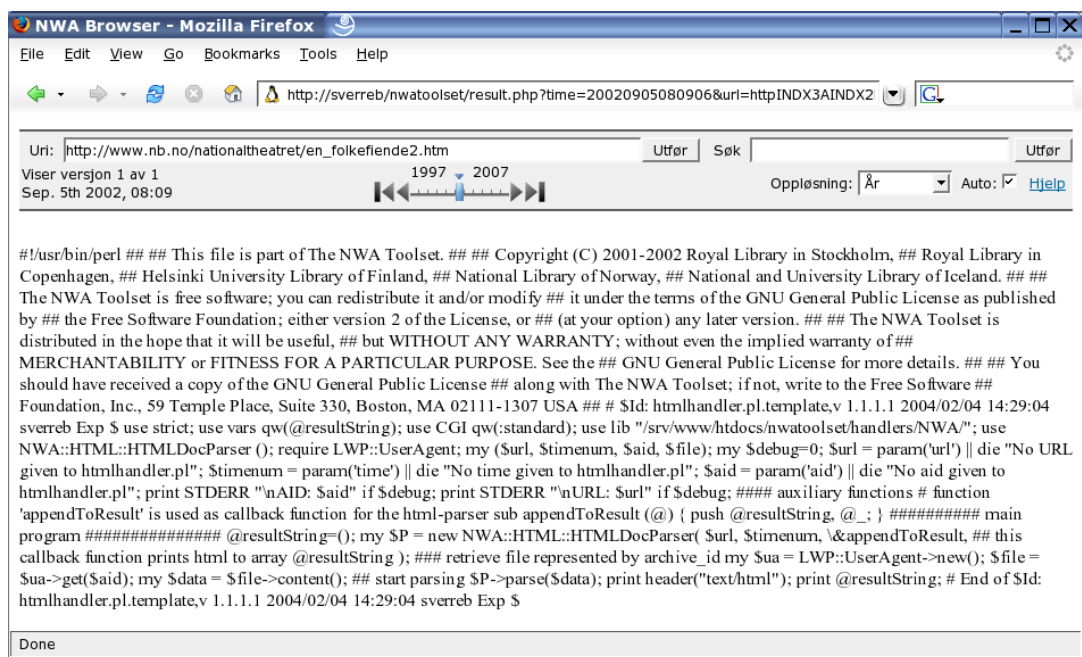 NWA Browser - Mozilla Firefox
File Edit View Go Bookmarks Tools Help
http://sverreb/nwatoolset/result.php?time=20020905080906&url=httpINDX3AINDX2
G
Uri: http://www.nb.no/nationaltheatret/en_folkefiende2.htm Utfør Søk Utfør
Viser versjon 1 av 1 1997 2007
Sep. 5th 2002, 08:09 Oppløsning: År Auto: Hjelp
#!/usr/bin/perl ## ## This file is part of The NWA Toolset. ## ## Copyright (C) 2001-2002 Royal Library in Stockholm, ## Royal Library in
Copenhagen, ## Helsinki University Library of Finland, ## National Library of Norway, ## National and University Library of Iceland. ## ##
The NWA Toolset is free software; you can redistribute it and/or modify ## it under the terms of the GNU General Public License as published
by ## the Free Software Foundation; either version 2 of the License, or ## (at your option) any later version. ## ## The NWA Toolset is
distributed in the hope that it will be useful, ## but WITHOUT ANY WARRANTY; without even the implied warranty of ##
MERCHANTABILITY or FITNESS FOR A PARTICULAR PURPOSE. See the ## GNU General Public License for more details. ## ## You
should have received a copy of the GNU General Public License ## along with The NWA Toolset; if not, write to the Free Software ##
Foundation, Inc., 59 Temple Place, Suite 330, Boston, MA 02111-1307 USA ## # $Id: htmlhandler.pl.template,v 1.1.1.1 2004/02/04 14:29:04
sverreb Exp $ use strict; use vars qw(@resultString); use CGI qw(:standard); use lib "/srv/www/htdocs/nwatoolset/handlers/NWA/"; use
NWA::HTML::HTMLDocParser (); require LWP::UserAgent; my ($url, $timenum, $aid, $file); my $debug=0; $url = param('url') || die "No URL
given to htmlhandler.pl"; $timenum = param('time') || die "No time given to htmlhandler.pl"; $aid = param('aid') || die "No aid given to
htmlhandler.pl"; print STDERR "\nAID: $aid" if $debug; print STDERR "\nURL: $url" if $debug; #### auxiliary functions # function
'appendToResult' is used as callback function for the html-parser sub appendToResult (@) { push @resultString, @_; } ########## main
program ############### @resultString=(); my $P = new NWA::HTML::HTMLDocParser( $url, $timenum, \&appendToResult, ## this
callback function prints html to array @resultString ); ### retrieve file represented by archive_id my $ua = LWP::UserAgent->new(); $file =
$ua->get($aid); my $data = $file->content(); ## start parsing $P->parse($data); print header("text/html"); print @resultString; # End of $Id:
htmlhandler.pl.template,v 1.1.1.1 2004/02/04 14:29:04 sverreb Exp $
Done